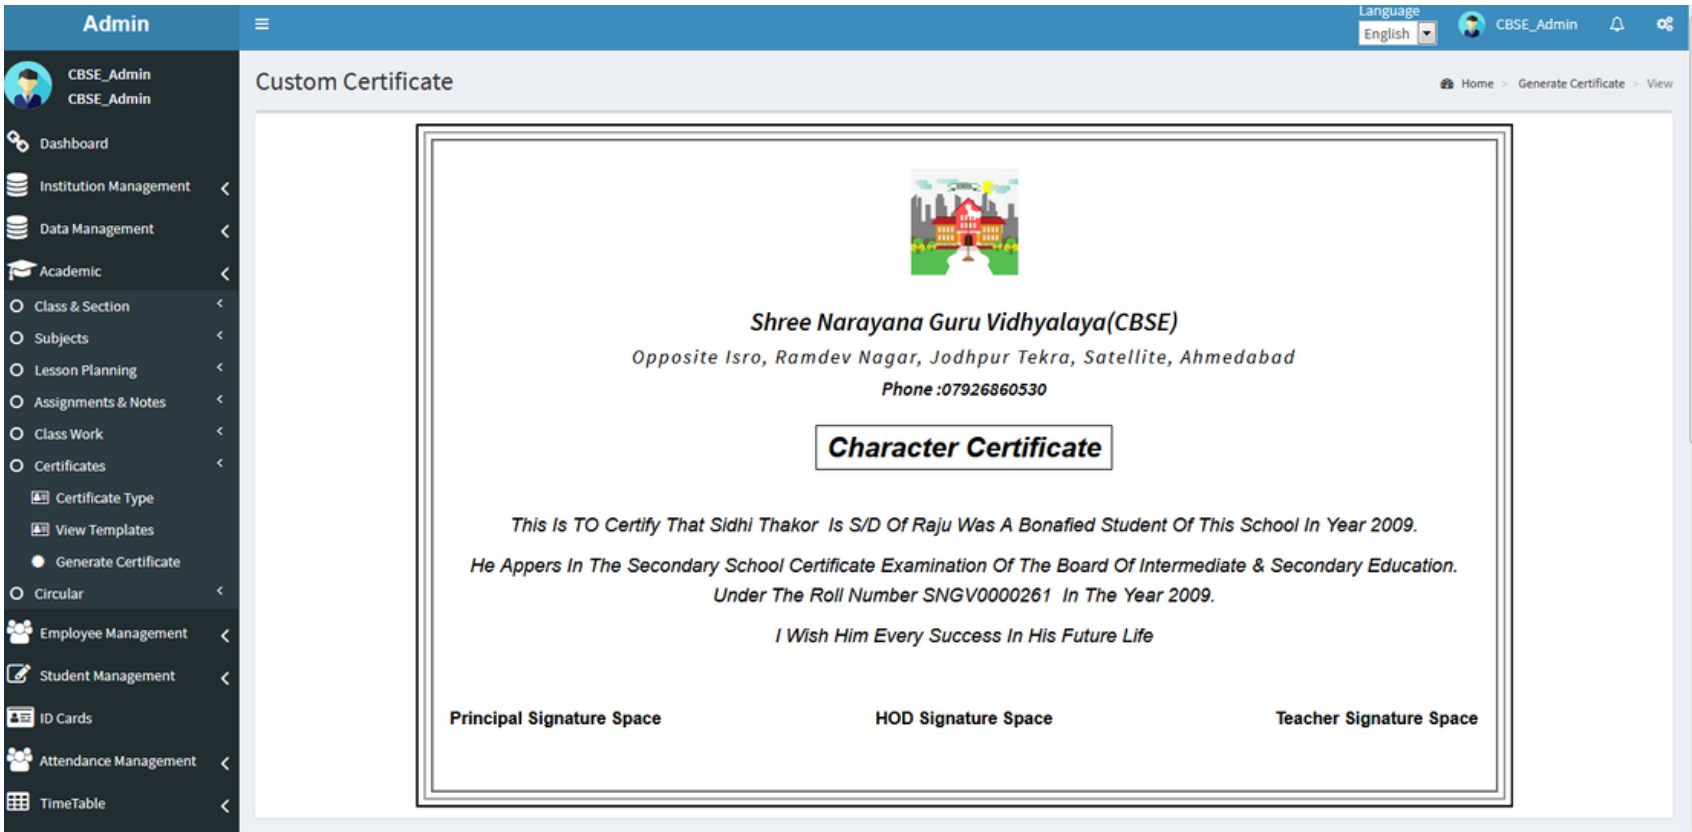 Admin
Language
English
CBSE_Admin
CBSE_Admin
CBSE_Admin
Custom Certificate
Home > Generate Certificate > View
Dashboard
Institution Management
Data Management
Academic
Class & Section
Subjects
Lesson Planning
Assignments & Notes
Class Work
Certificates
Certificate Type
View Templates
Generate Certificate
Circular
Employee Management
Student Management
ID Cards
Attendance Management
TimeTable
Shree Narayana Guru Vidhyalaya(CBSE)
Opposite Isro, Ramdev Nagar, Jodhpur Tekra, Satellite, Ahmedabad
Phone :07926860530
Character Certificate
This Is TO Certify That Sidhi Thakor Is S/D Of Raju Was A Bonafied Student Of This School In Year 2009.
He Appers In The Secondary School Certificate Examination Of The Board Of Intermediate & Secondary Education.
Under The Roll Number SNGV0000261 In The Year 2009.
I Wish Him Every Success In His Future Life
Principal Signature Space
HOD Signature Space
Teacher Signature Space